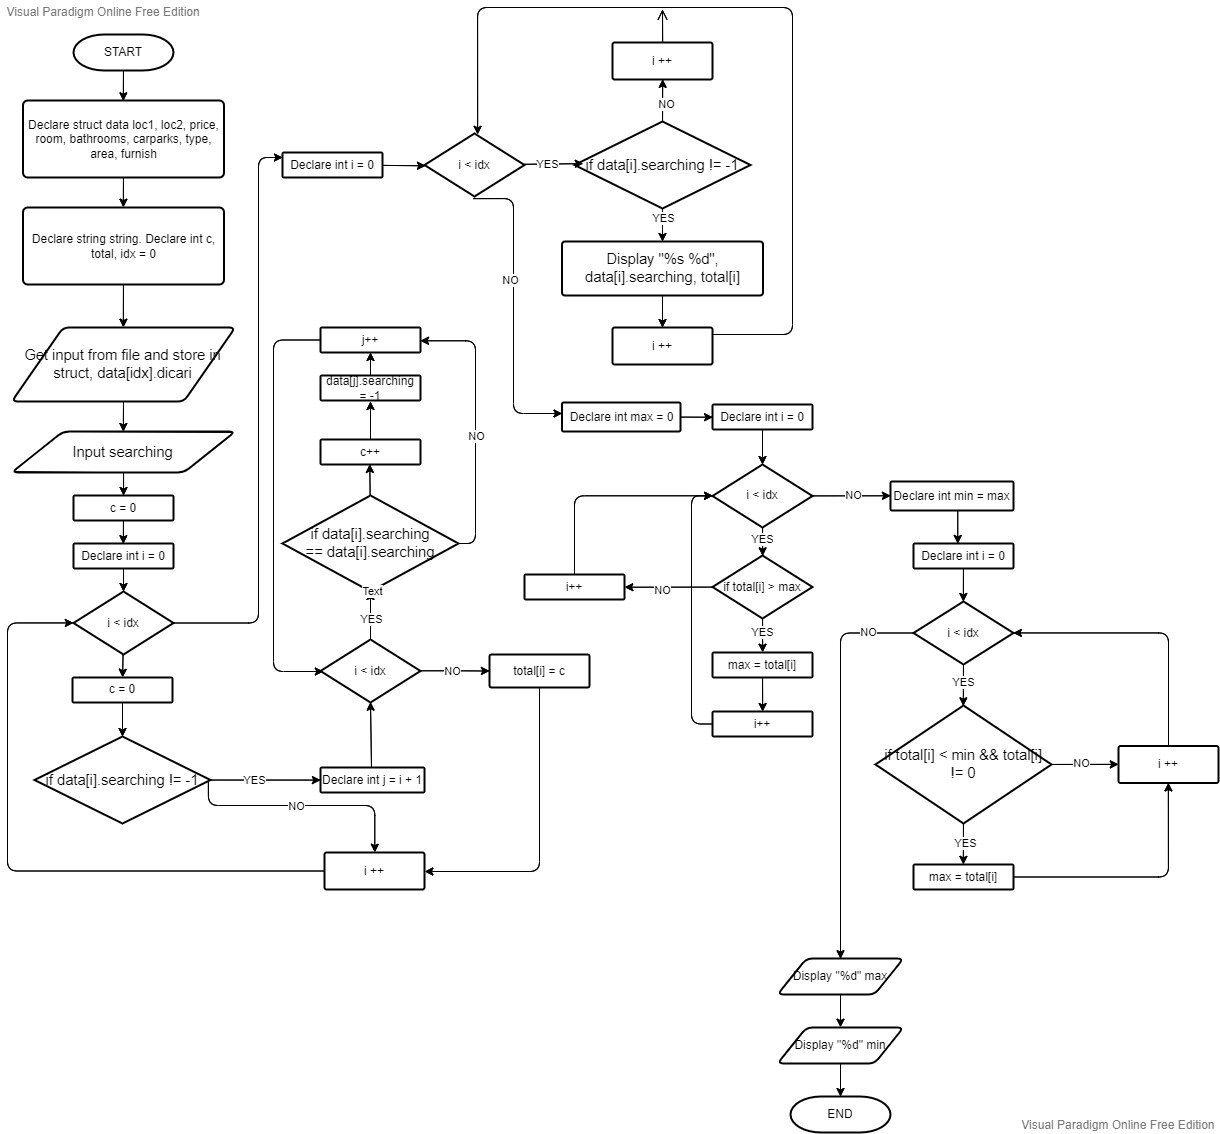 Visual Paradigm Online Free Edition
START
Declare struct data loc1, loc2, price,
room, bathrooms, carparks, type,
area, furnish
Declare string string. Declare int c,
total, idx = 0
Get input from file and store in
struct, data[idx].dicari
Input searching
c = 0
Declare int i = 0
i < idx
c = 0
if data[i].searching != -1
YES
NO
Declare int j = i + 1
i ++
i < idx
NO
total[i] = c
YES
Text
if data[i].searching
== data[i].searching
NO
c++
data[j].searching
= -1
j++
Declare int i = 0
i < idx
YES
if data[i].searching != -1
NO
i ++
YES
Display "%s %d",
data[i].searching, total[i]
i ++
NO
Declare int max = 0
Declare int i = 0
i < idx
YES
if total[i] > max
NO
i++
YES
max = total[i]
i++
NO
Declare int min = max
Declare int i = 0
i < idx
NO
YES
if total[i] < min && total[i]
!= 0
NO
i ++
YES
max = total[i]
Display "%d" max
Display "%d" min
END
Visual Paradigm Online Free Edition